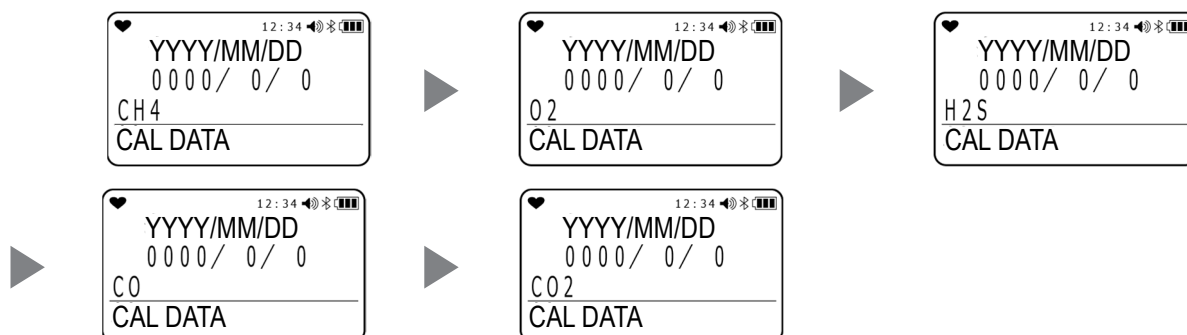 12:34
YYYY/MM/DD
0000/ 0/ 0
CH4
CAL DATA
12:34
YYYY/MM/DD
0000/ 0/ 0
O2
CAL DATA
12:34
YYYY/MM/DD
0000/ 0/ 0
H2S
CAL DATA
12:34
YYYY/MM/DD
0000/ 0/ 0
CO
CAL DATA
12:34
YYYY/MM/DD
0000/ 0/ 0
CO2
CAL DATA